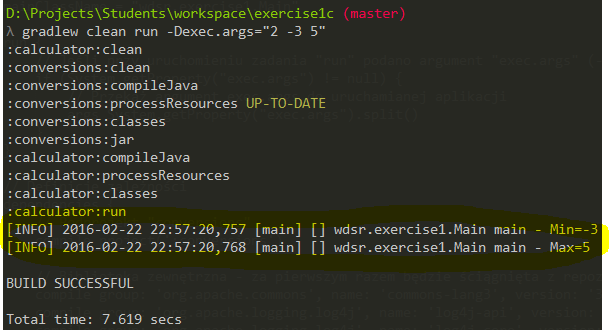 D:\Projects\Students\workspace\exercise1c (master)
λ gradlew clean run -Dexec.args="2 -3 5"
:calculator:clean
:conversions:clean
:conversions:compileJava
:conversions:processResources UP-TO-DATE
:conversions:classes
:conversions:jar
:calculator:compileJava
:calculator:processResources
:calculator:classes
:calculator:run
[INFO] 2016-02-22 22:57:20,757 [main] [] wdsr.exercise1.Main main - Min=-3
[INFO] 2016-02-22 22:57:20,768 [main] [] wdsr.exercise1.Main main - Max=5
BUILD SUCCESSFUL
Total time: 7.619 secs